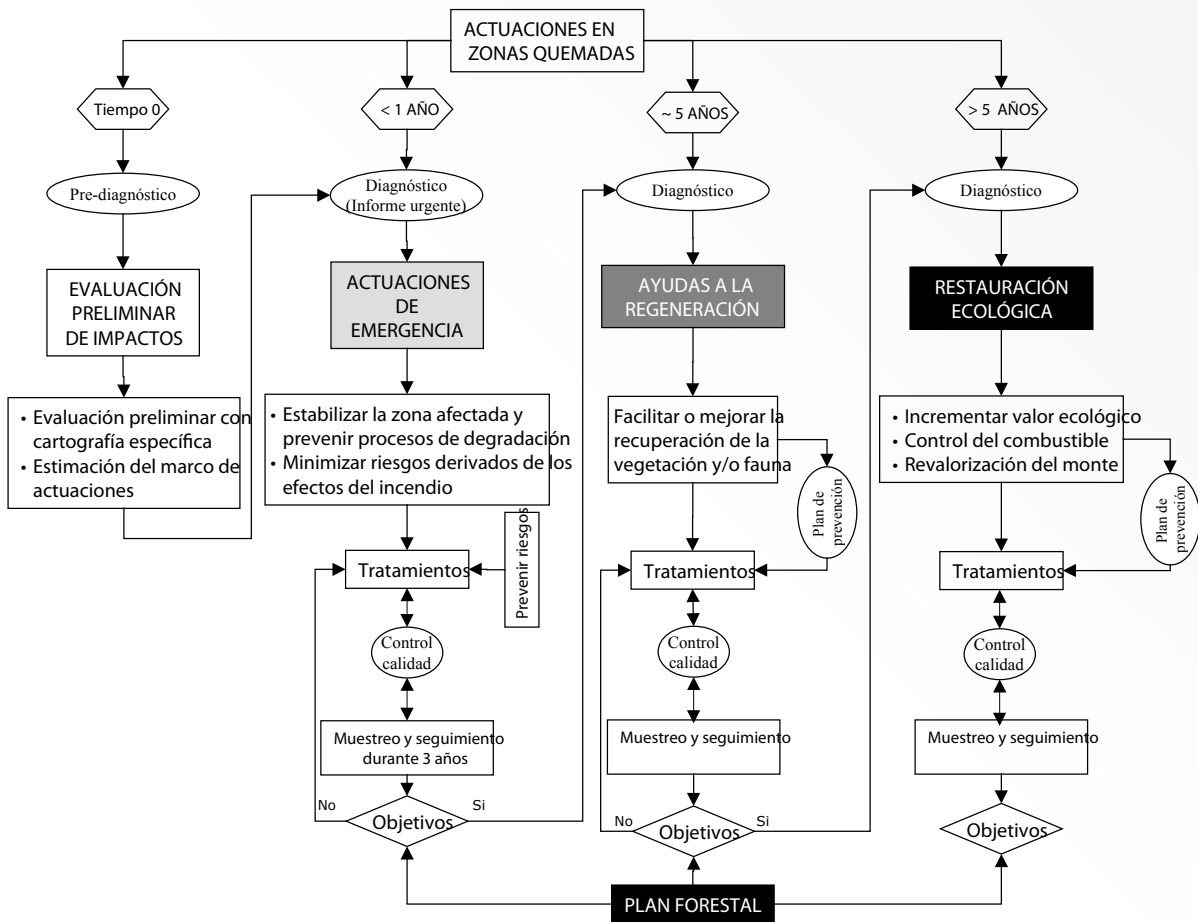 ACTUACIONES EN
ZONAS QUEMADAS
Tiempo 0
< 1 AÑO
~ 5 AÑOS
> 5 AÑOS
Pre-diagnóstico
Diagnóstico
(Informe urgente)
Diagnóstico
Diagnóstico
EVALUACIÓN
PRELIMINAR
DE IMPACTOS
ACTUACIONES
DE
EMERGENCIA
AYUDAS A LA
REGENERACIÓN
RESTAURACIÓN
ECOLÓGICA
• Evaluación preliminar con
cartografía específica
• Estimación del marco de
actuaciones
• Estabilizar la zona afectada y
prevenir procesos de degradación
• Minimizar riesgos derivados de los
efectos del incendio
Facilitar o mejorar la
recuperación de la
vegetación y/o fauna
• Incrementar valor ecológico
• Control del combustible
• Revalorización del monte
Prevenir riesgos
Plan de
prevención
Plan de
prevención
Tratamientos
Tratamientos
Tratamientos
Control
calidad
Control
calidad
Control
calidad
Muestreo y seguimiento
durante 3 años
Muestreo y seguimiento
Muestreo y seguimiento
No
Objetivos
Si
No
Objetivos
Si
Objetivos
PLAN FORESTAL